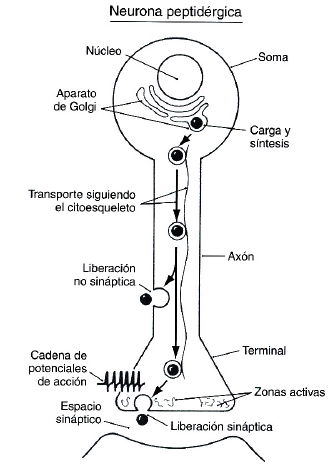 Neurona peptidérgica
Núcleo
Soma
Aparato
de Golgi
Carga y
síntesis
Transporte siguiendo
el citoesqueleto
Axón
Liberación
no sináptica
Cadena de
potenciales
de acción
Terminal
Zonas activas
Espacio
sináptico
Liberación sináptica